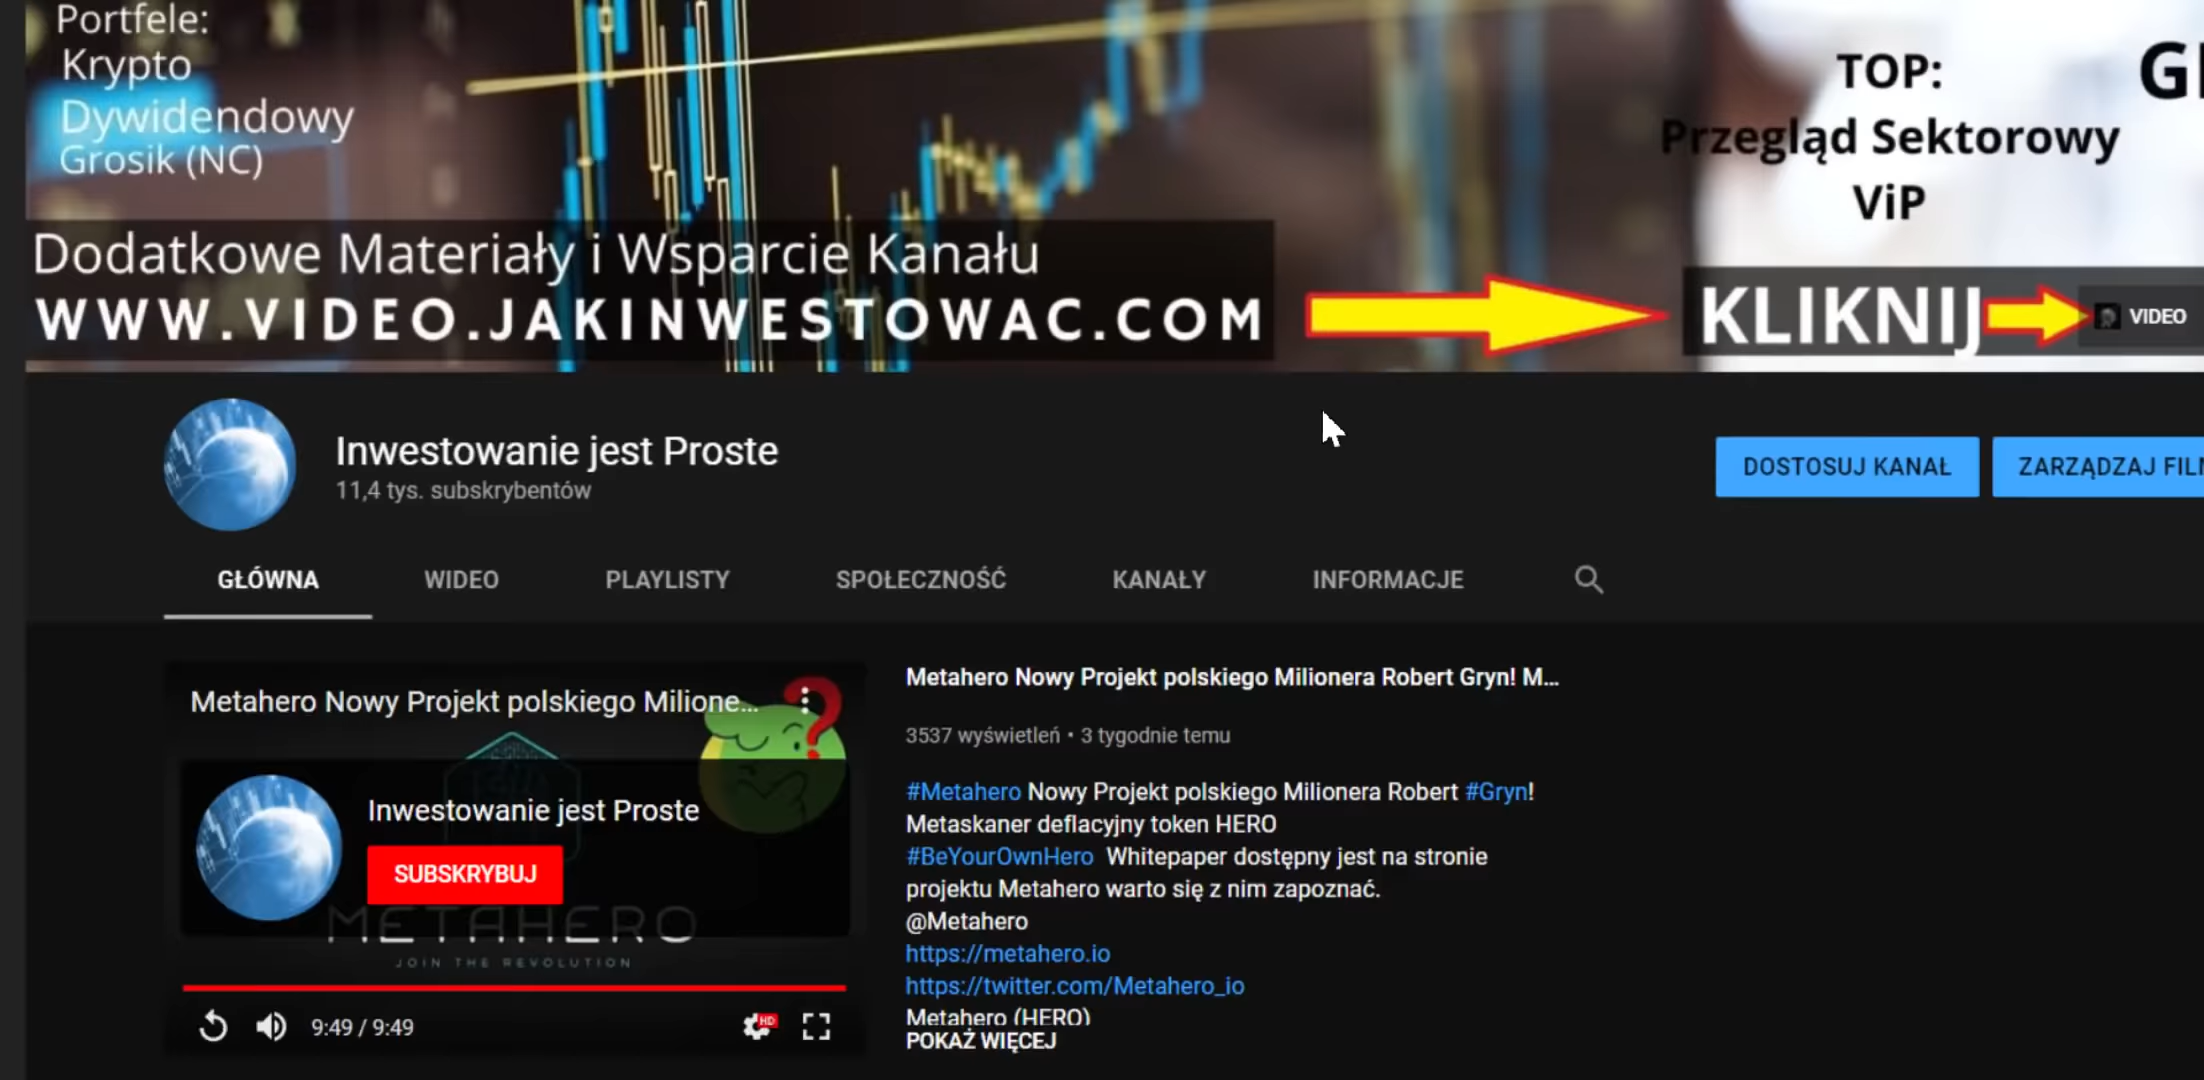 Portfele:
Krypto
Dywidendowy
Grosik (NC)
TOP:
Przegląd Sektorowy
ViP
Dodatkowe Materiały i Wsparcie Kanału
WWW.VIDEO.JAKINWESTOWAC.COM
KLIKNIJ
VIDEO
Inwestowanie jest Proste
11,4 tys. subskrybentów
DOSTOSUJ KANAŁ
ZARZĄDZAJ
GŁÓWNA
WIDEO
PLAYLISTY
SPOŁECZNOŚĆ
KANAŁY
INFORMACJE
Metahero Nowy Projekt polskiego Milione...
Inwestowanie jest Proste
SUBSKRYBUJ
METAHERO
JOIN THE REVOLUTION
9:49 / 9:49
HD
Metahero Nowy Projekt polskiego Milionera Robert Gryn! M...
3537 wyświetleń • 3 tygodnie temu
#Metahero Nowy Projekt polskiego Milionera Robert #Gryn!
Metaskaner deflacyjny token HERO
#BeYourOwnHero Whitepaper dostępny jest na stronie
projektu Metahero warto się z nim zapoznać.
@Metahero
https://metahero.io
https://twitter.com/Metahero_io
Metahero (HERO)
POKAŻ WIĘCEJ